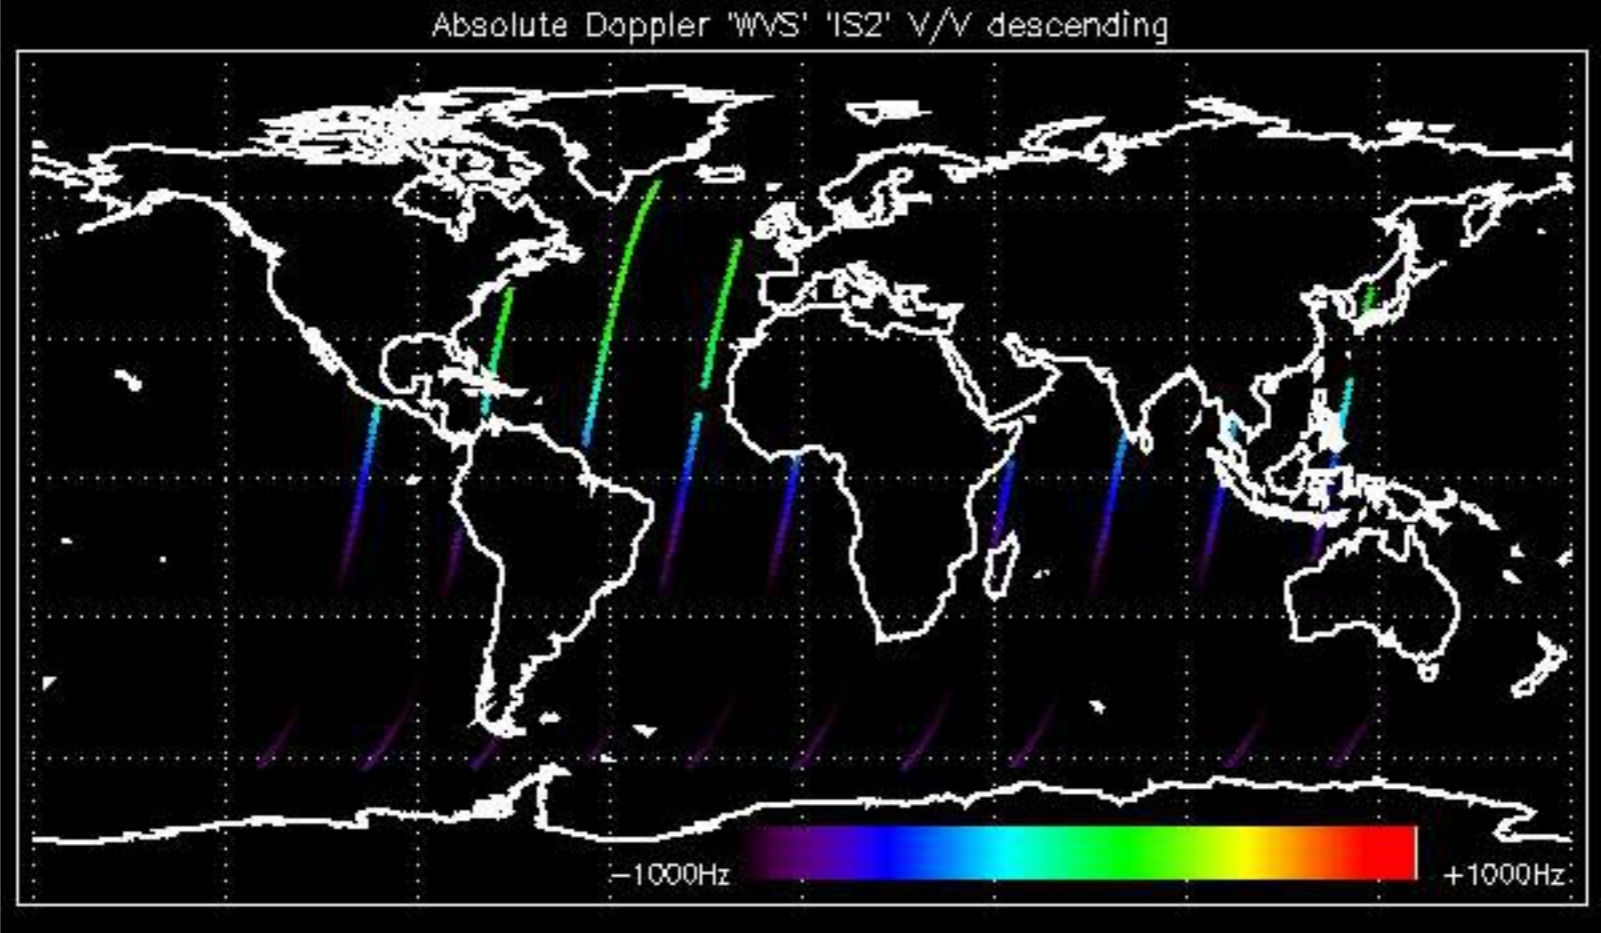 Absolute Doppler 'WVS' 'IS2' V/V descending
-1000Hz
+1000Hz